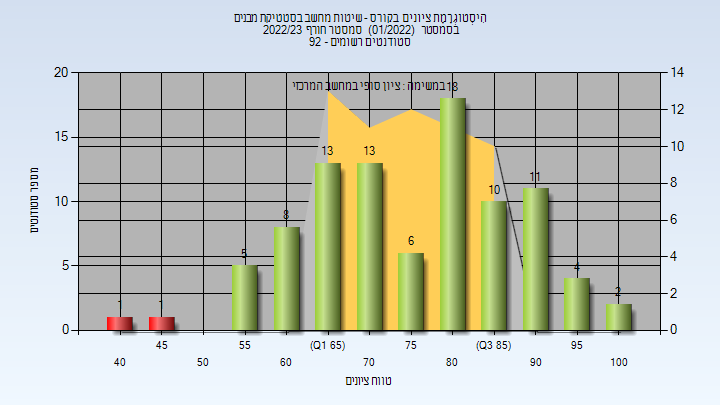 היסטוגרמת ציונים בקורס - שיטות מחשב בסטטיקת מבנים
בסמסטר (01/2022) סמסטר חורף 2022/23
סטודנטים רשומים - 92
במשימה : ציון סופי במחשב המרכזי
20 14
12
15
10
10 8
6
5 4
2
0 0
1 1 5 8 13 13 6 18 10 11 4 2
מספר סטודנטים
45 55 (Q1 65) 75 (Q3 85) 95
40 50 60 70 80 90 100
טווח ציונים